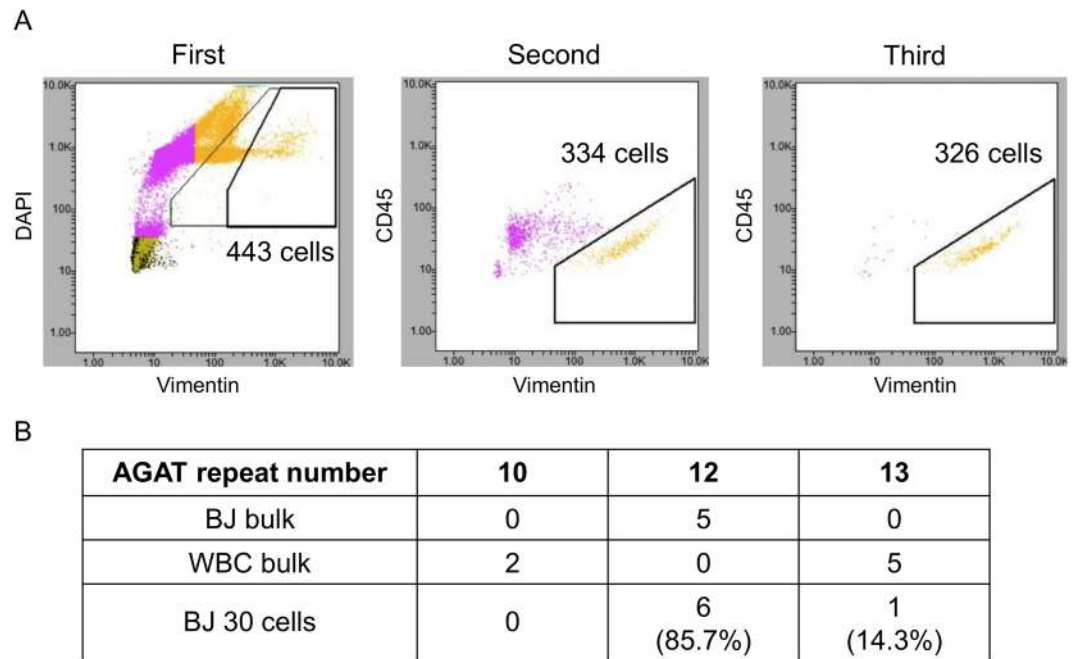 A
First
Second
Third
10.0K
1.0K
100
10
1.00
DAPI
443 cells
1.00 10 100 1.0K 10.0K
Vimentin
10.0K
1.0K
100
10
1.00
CD45
334 cells
1.00 10 100 1.0K 10.0K
Vimentin
10.0K
1.0K
100
10
1.00
CD45
326 cells
1.00 10 100 1.0K 10.0K
Vimentin
B
AGAT repeat number 10 12 13
BJ bulk 0 5 0
WBC bulk 2 0 5
BJ 30 cells 0 6 1
(85.7%) (14.3%)